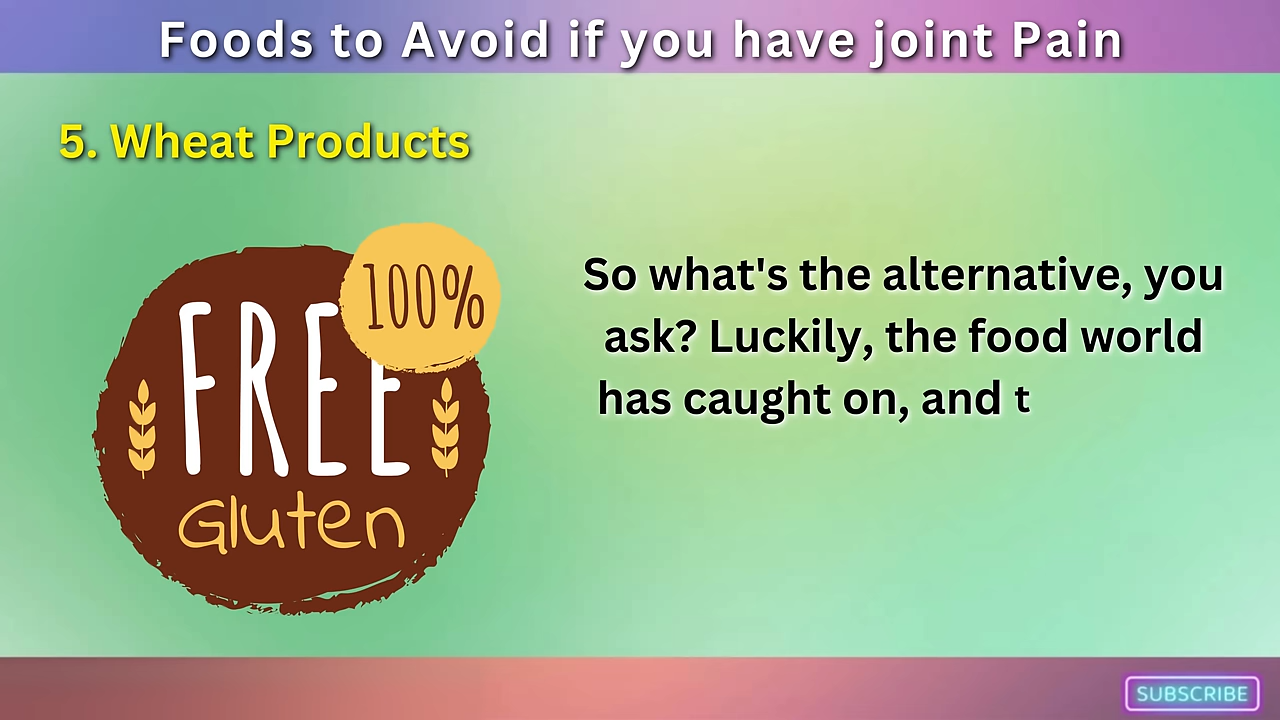 Foods to Avoid if you have joint Pain
5. Wheat Products
100%
FREE
Gluten
So what's the alternative, you
ask? Luckily, the food world
has caught on, and t
SUBSCRIBE